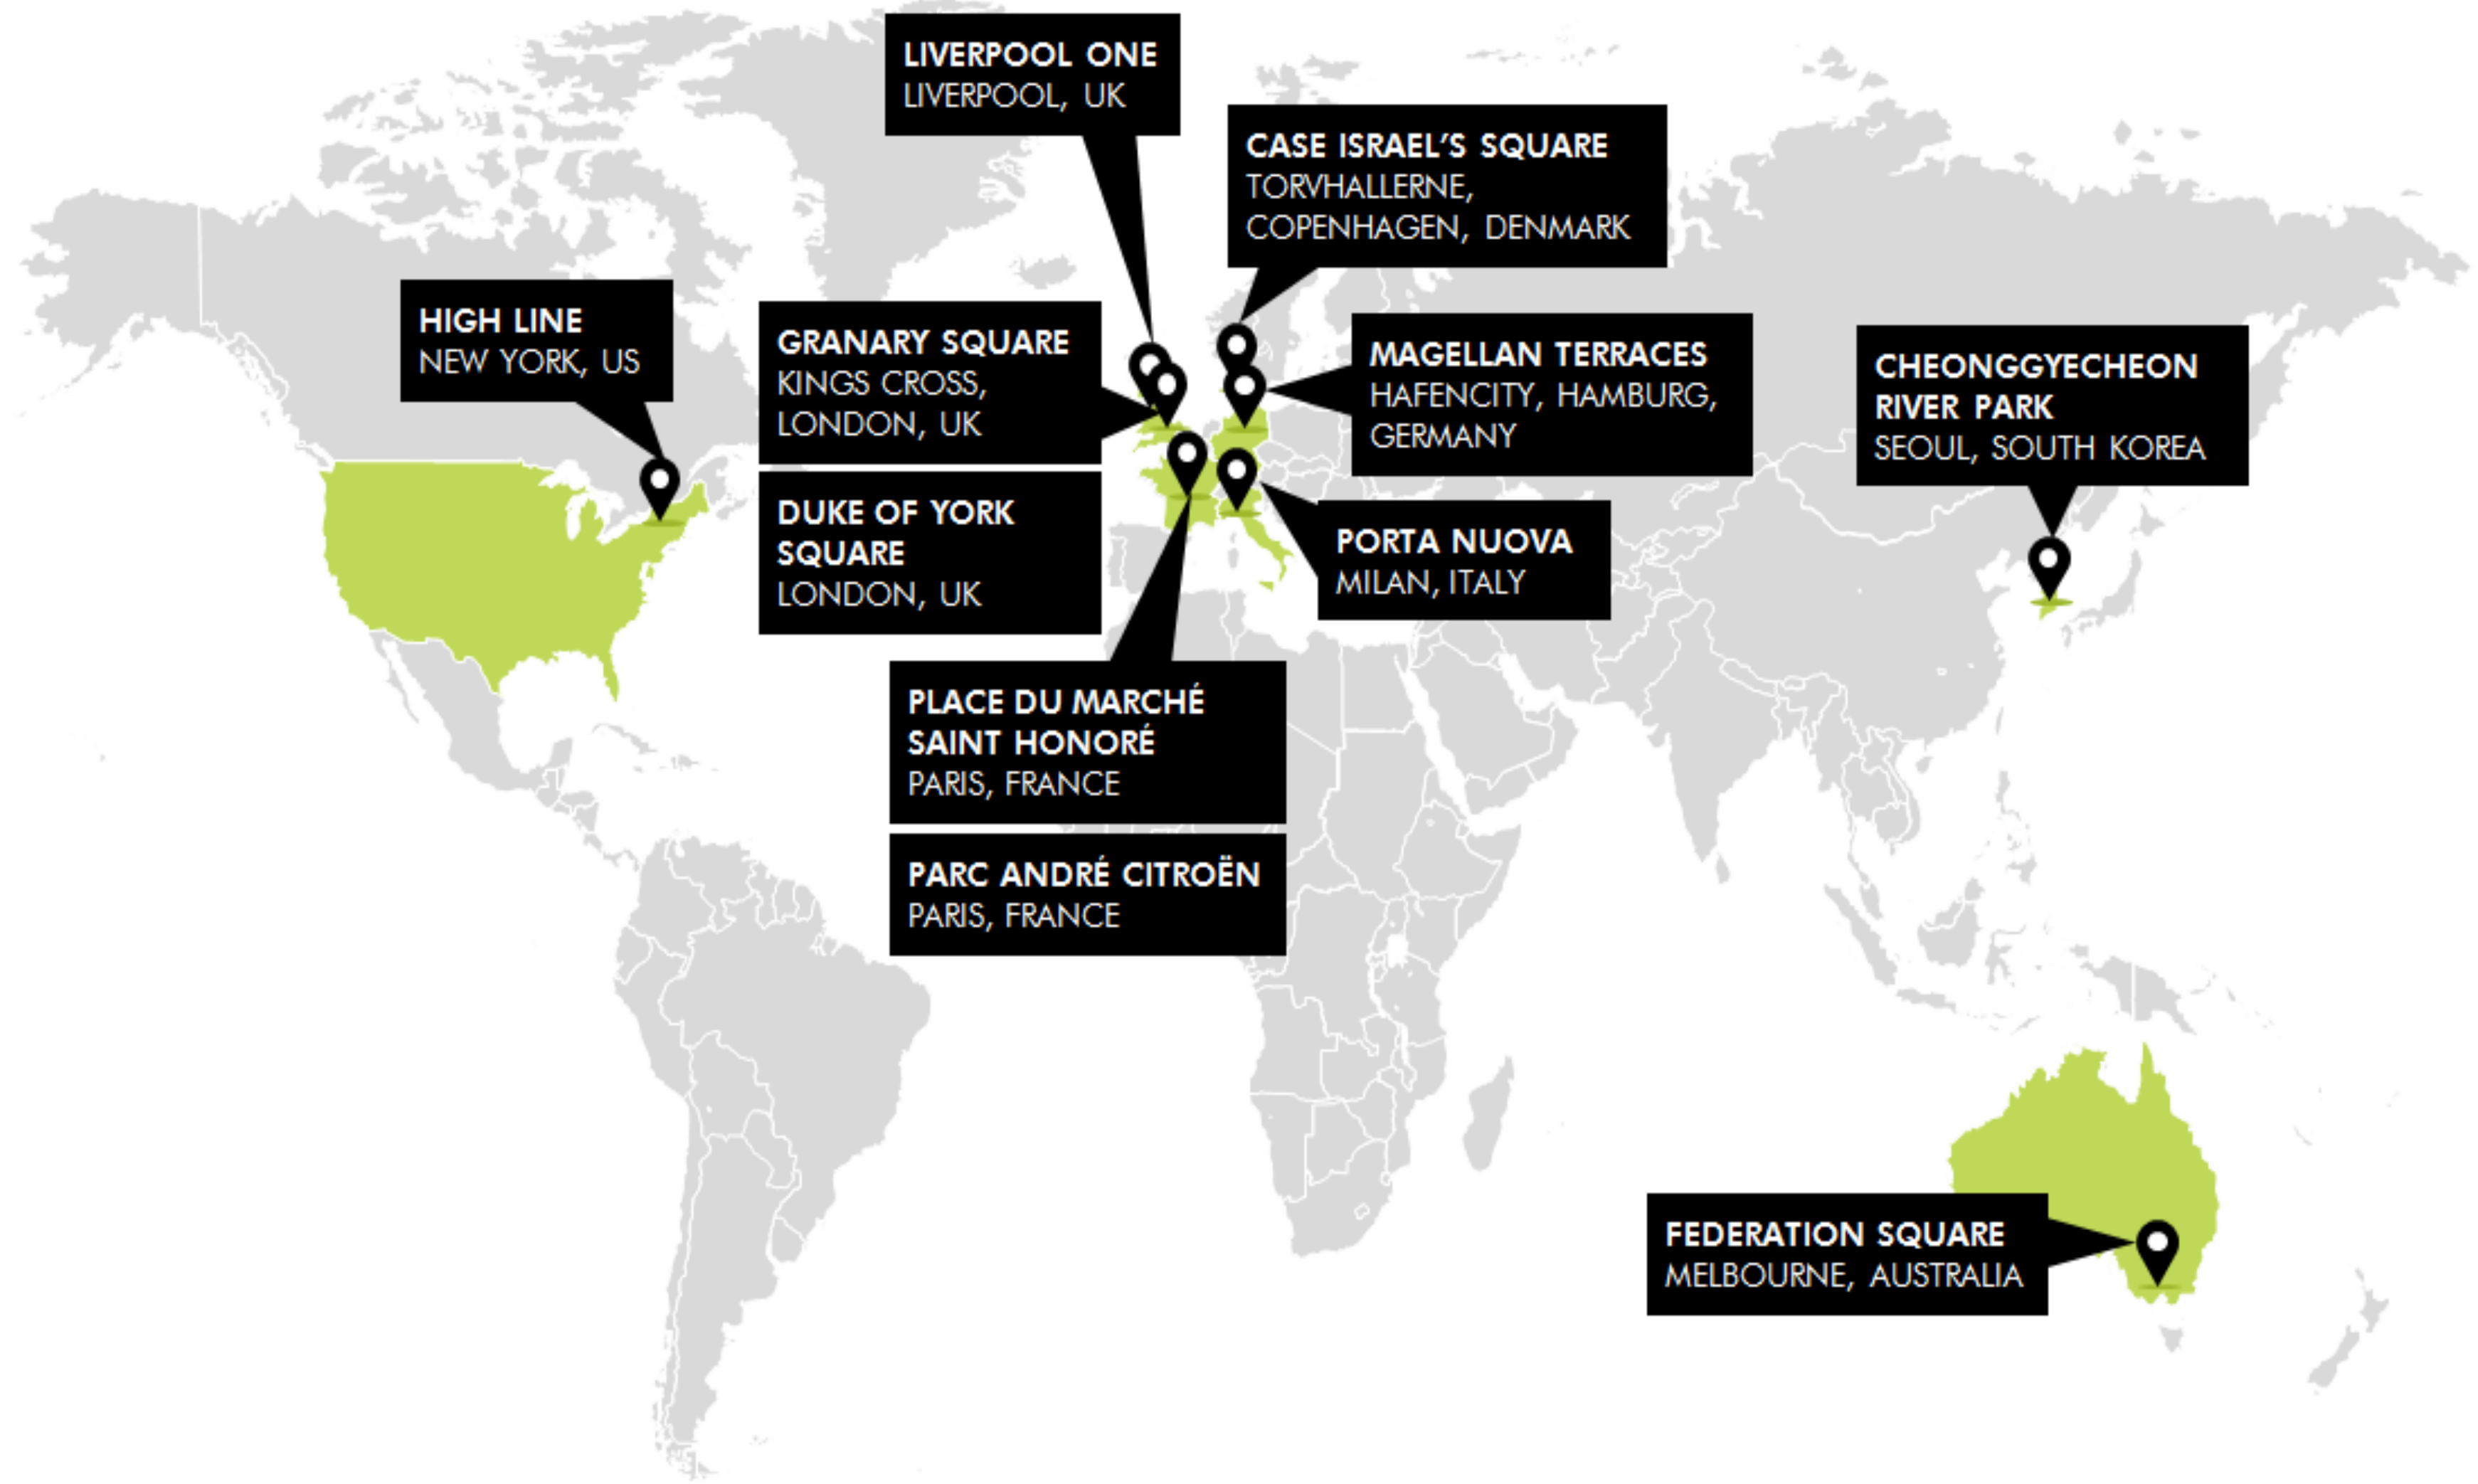 LIVERPOOL ONE
LIVERPOOL, UK
CASE ISRAEL'S SQUARE
TORVHALLERNE,
COPENHAGEN, DENMARK
HIGH LINE
NEW YORK, US
GRANARY SQUARE
KINGS CROSS,
LONDON, UK
MAGELLAN TERRACES
HAFENCITY, HAMBURG,
GERMANY
CHEONGGYECHEON
RIVER PARK
SEOUL, SOUTH KOREA
DUKE OF YORK
SQUARE
LONDON, UK
PORTA NUOVA
MILAN, ITALY
PLACE DU MARCHÉ
SAINT HONORÉ
PARIS, FRANCE
PARC ANDRÉ CITROËN
PARIS, FRANCE
FEDERATION SQUARE
MELBOURNE, AUSTRALIA